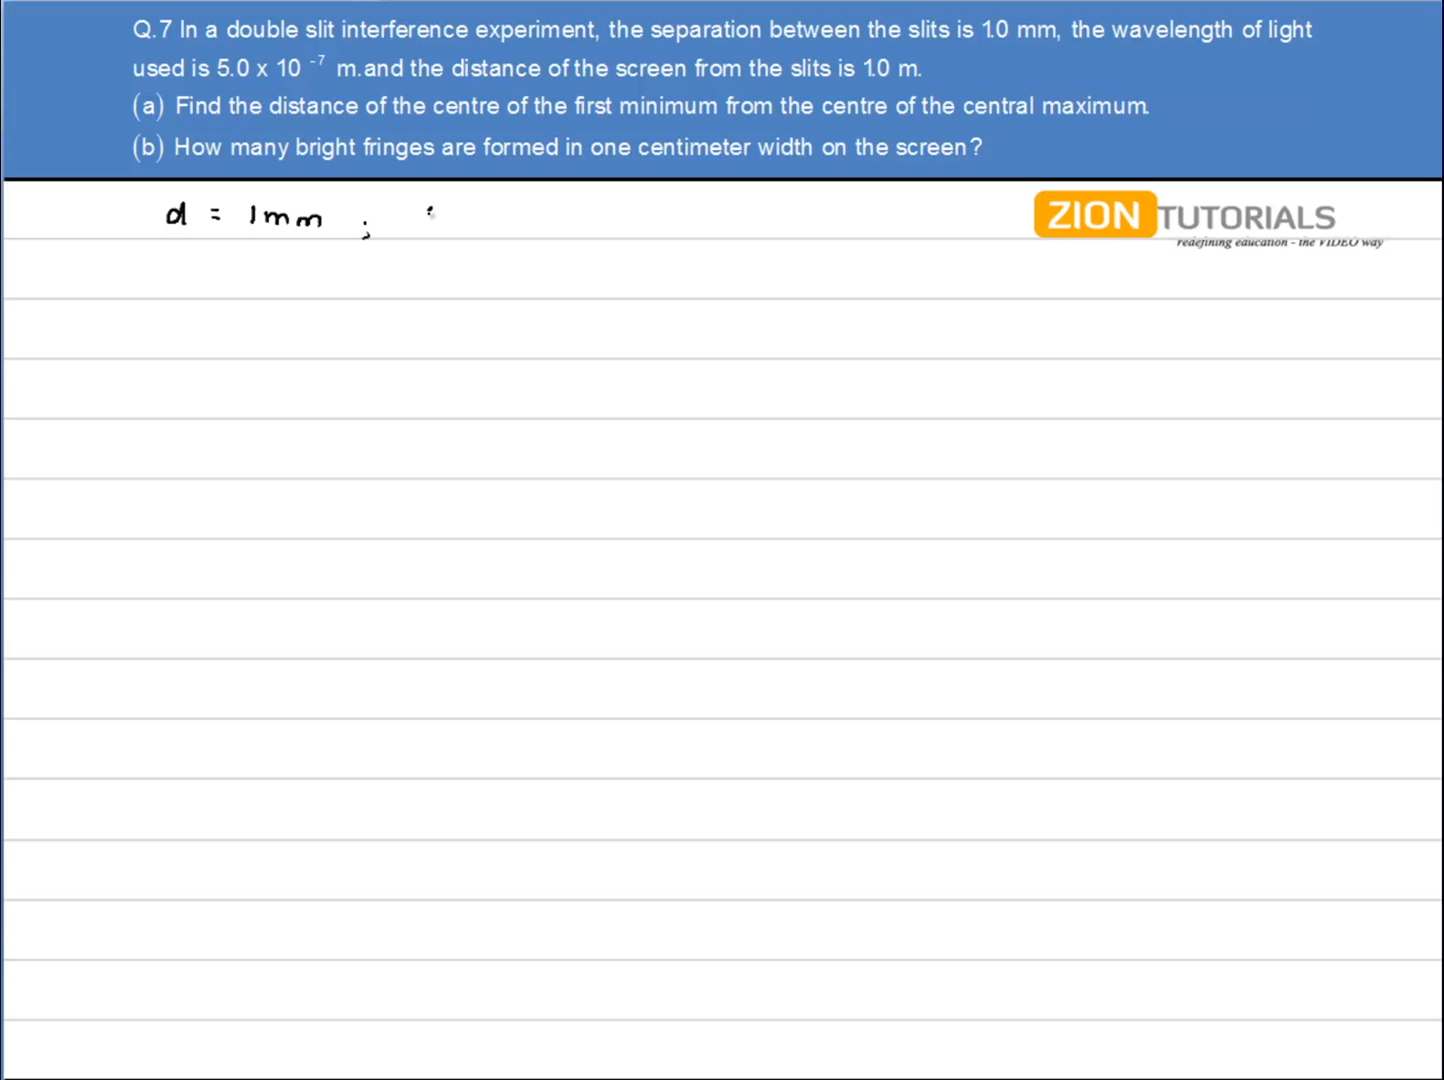 Q.7 In a double slit interference experiment, the separation between the slits is 1.0 mm, the wavelength of light
used is 5.0 x 10 -7 m.and the distance of the screen from the slits is 1.0 m.
(a) Find the distance of the centre of the first minimum from the centre of the central maximum.
(b) How many bright fringes are formed in one centimeter width on the screen?
d = 1mm ;
ZION TUTORIALS
redefining education - the VIDEO way